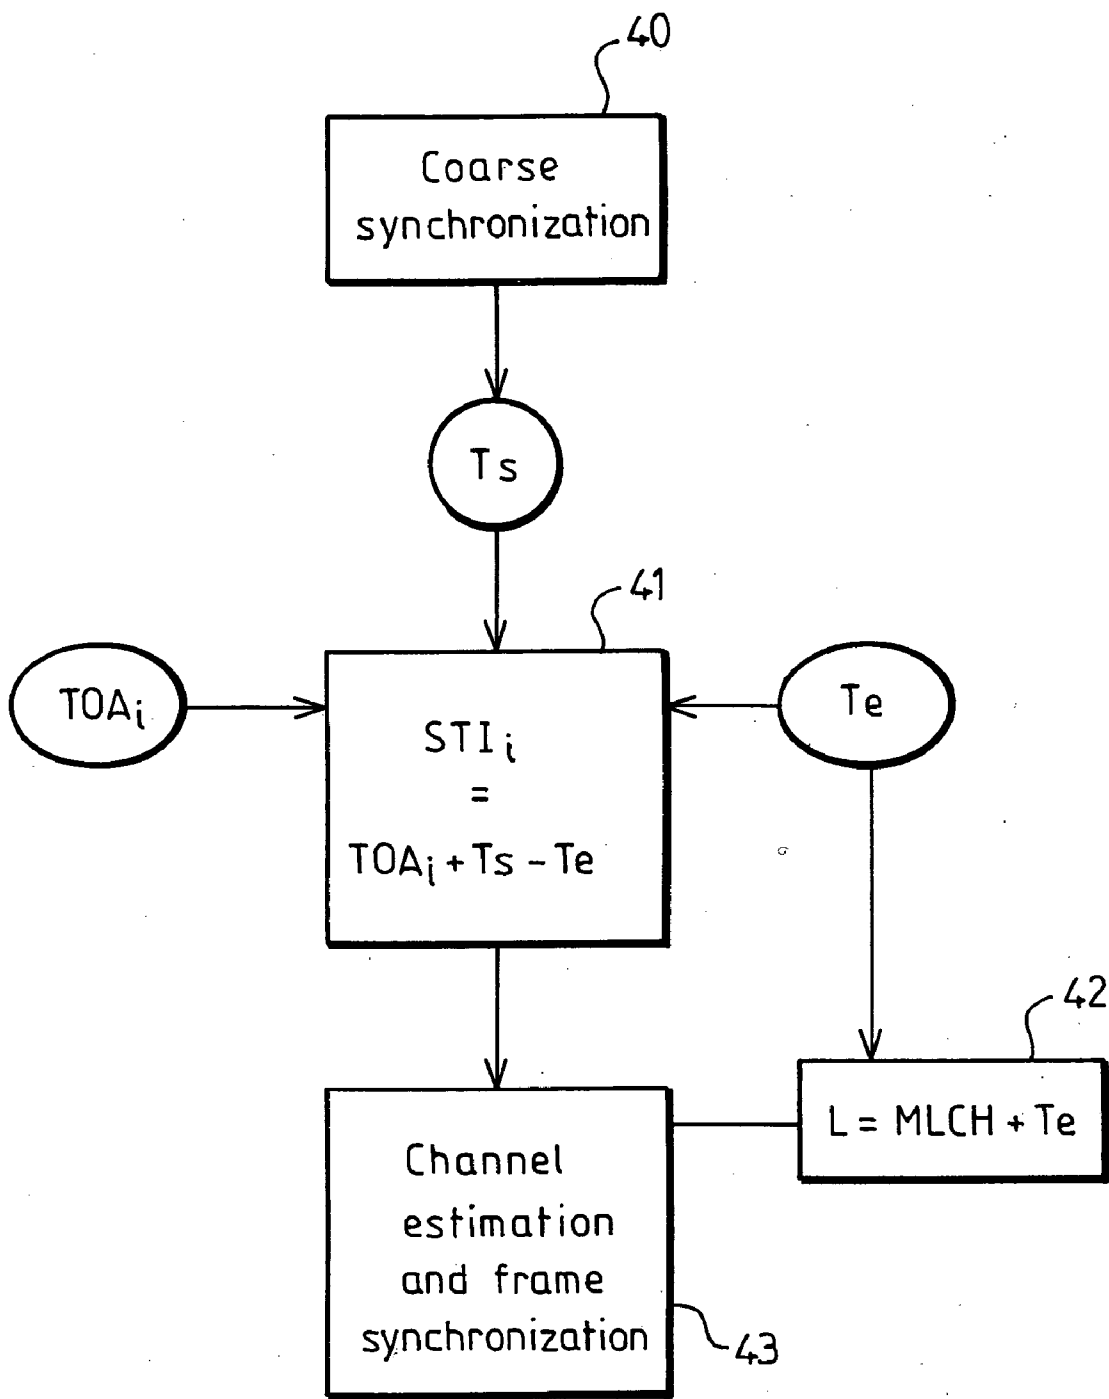 40
Coarse
synchronization
Ts
41
TOAi
STIi
=
TOAi + Ts - Te
Te
42
L = MLCH + Te
Channel
estimation
and frame
synchronization
43